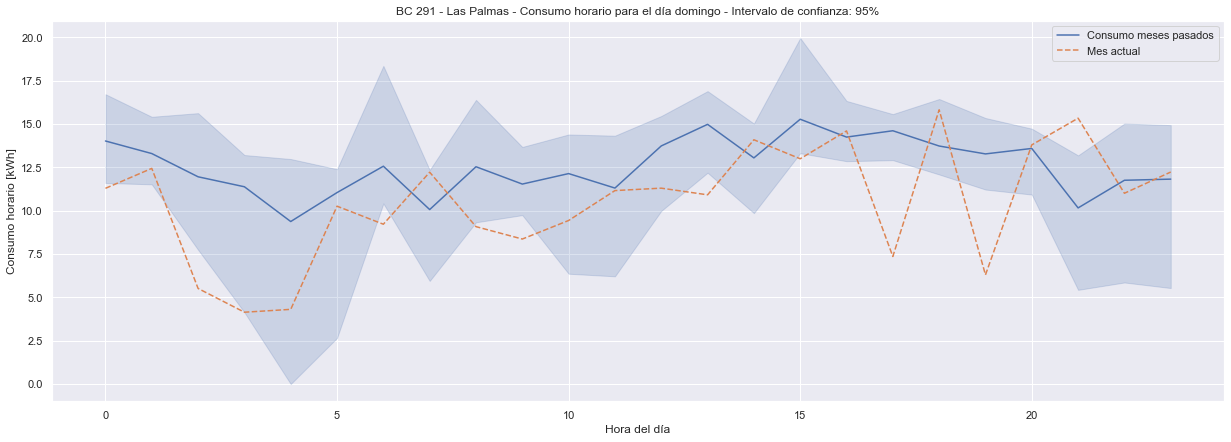 BC 291 - Las Palmas - Consumo horario para el día domingo - Intervalo de confianza: 95%
Consumo meses pasados
Mes actual
Consumo horario [kWh]
20.0
17.5
15.0
12.5
10.0
7.5
5.0
2.5
0.0
0 5 10 15 20
Hora del día